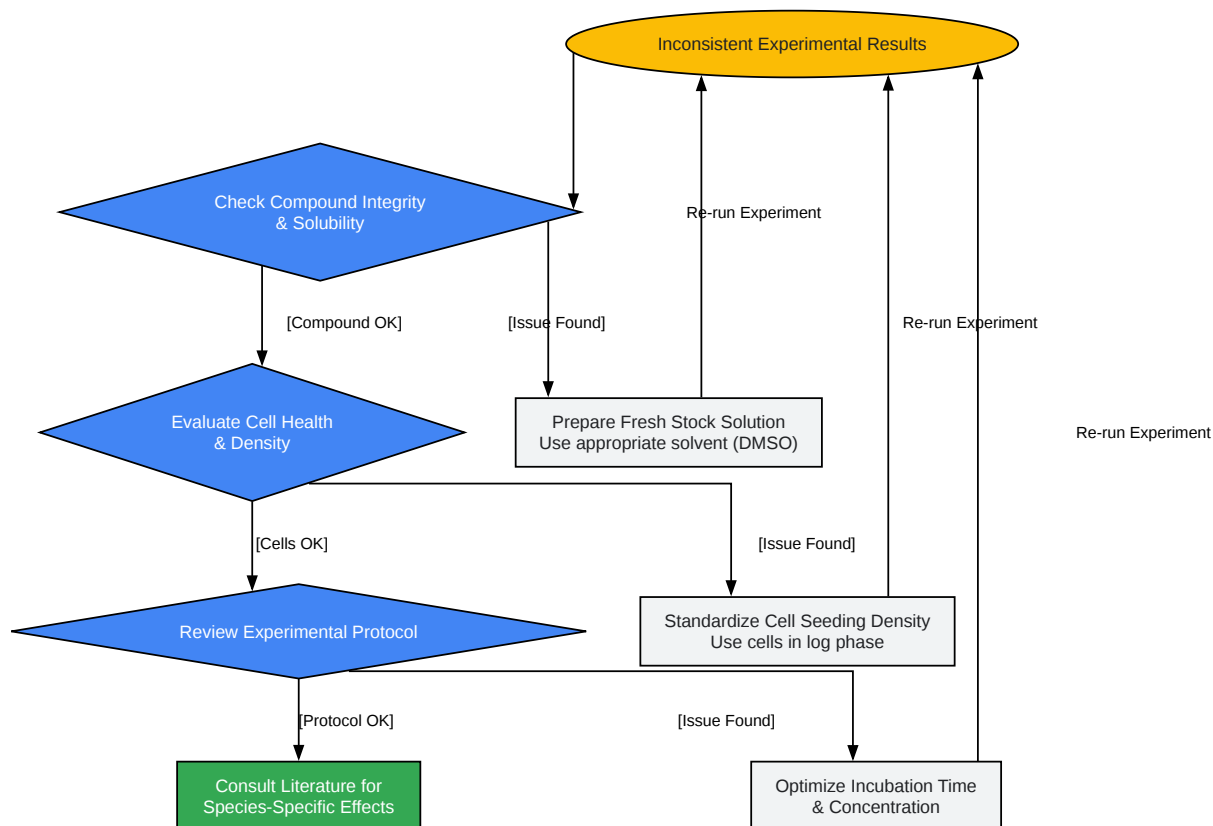 Inconsistent Experimental Results
Check Compound Integrity
& Solubility
Re-run Experiment
[Compound OK]
[Issue Found]
Re-run Experiment
Evaluate Cell Health
& Density
Prepare Fresh Stock Solution
Use appropriate solvent (DMSO)
Re-run Experiment
[Cells OK]
[Issue Found]
Review Experimental Protocol
Standardize Cell Seeding Density
Use cells in log phase
[Protocol OK]
[Issue Found]
Consult Literature for
Species-Specific Effects
Optimize Incubation Time
& Concentration